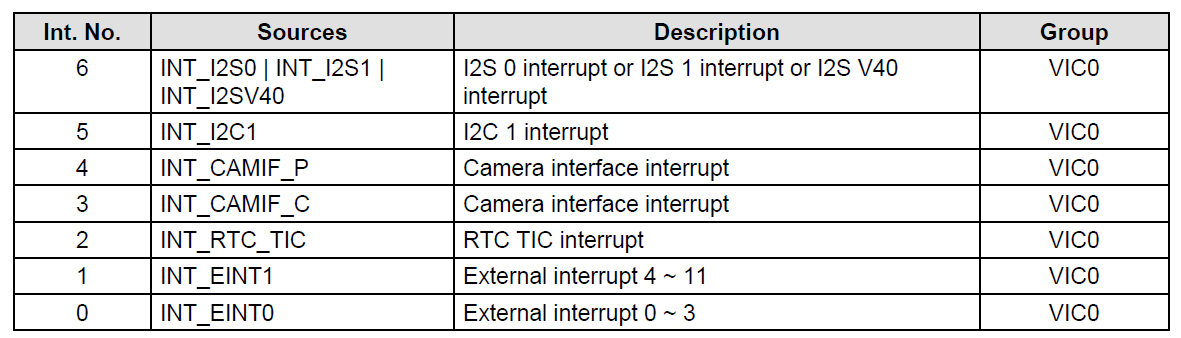 Int. No. Sources Description Group
6 INT_I2S0 | INT_I2S1 | I2S 0 interrupt or I2S 1 interrupt or I2S V40 VIC0
INT_I2SV40 interrupt
5 INT_I2C1 I2C 1 interrupt VIC0
4 INT_CAMIF_P Camera interface interrupt VIC0
3 INT_CAMIF_C Camera interface interrupt VIC0
2 INT_RTC_TIC RTC TIC interrupt VIC0
1 INT_EINT1 External interrupt 4 ~ 11 VIC0
0 INT_EINT0 External interrupt 0 ~ 3 VIC0